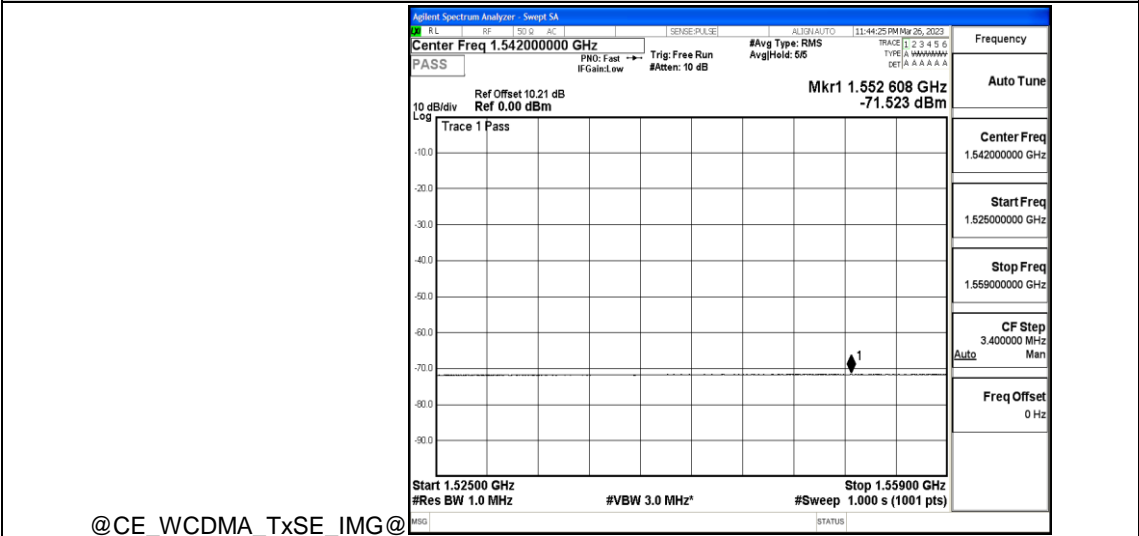 Agilent Spectrum Analyzer - Swept SA
RL RF 50 Ω AC SENSE:PULSE ALIGNAUTO 11:44:25 PM Mar 26, 2023
Center Freq 1.542000000 GHz
PASS
PNO: Fast
IFGain:Low
Trig: Free Run
#Atten: 10 dB
#Avg Type: RMS
Avg|Hold: 5/5
TRACE 1 2 3 4 5 6
TYPE A WWWWW
DET A A A A A A
Mkr1 1.552 608 GHz
-71.523 dBm
Ref Offset 10.21 dB
10 dB/div Ref 0.00 dBm
Log
Trace 1 Pass
-10.0
-20.0
-30.0
-40.0
-50.0
-60.0
-70.0
-80.0
-90.0
1
Start 1.52500 GHz Stop 1.55900 GHz
#Res BW 1.0 MHz #VBW 3.0 MHz* #Sweep 1.000 s (1001 pts)
MSG STATUS
Frequency
Auto Tune
Center Freq
1.542000000 GHz
Start Freq
1.525000000 GHz
Stop Freq
1.559000000 GHz
CF Step
3.400000 MHz
Auto Man
Freq Offset
0 Hz
@CE_WCDMA_TxSE_IMG@